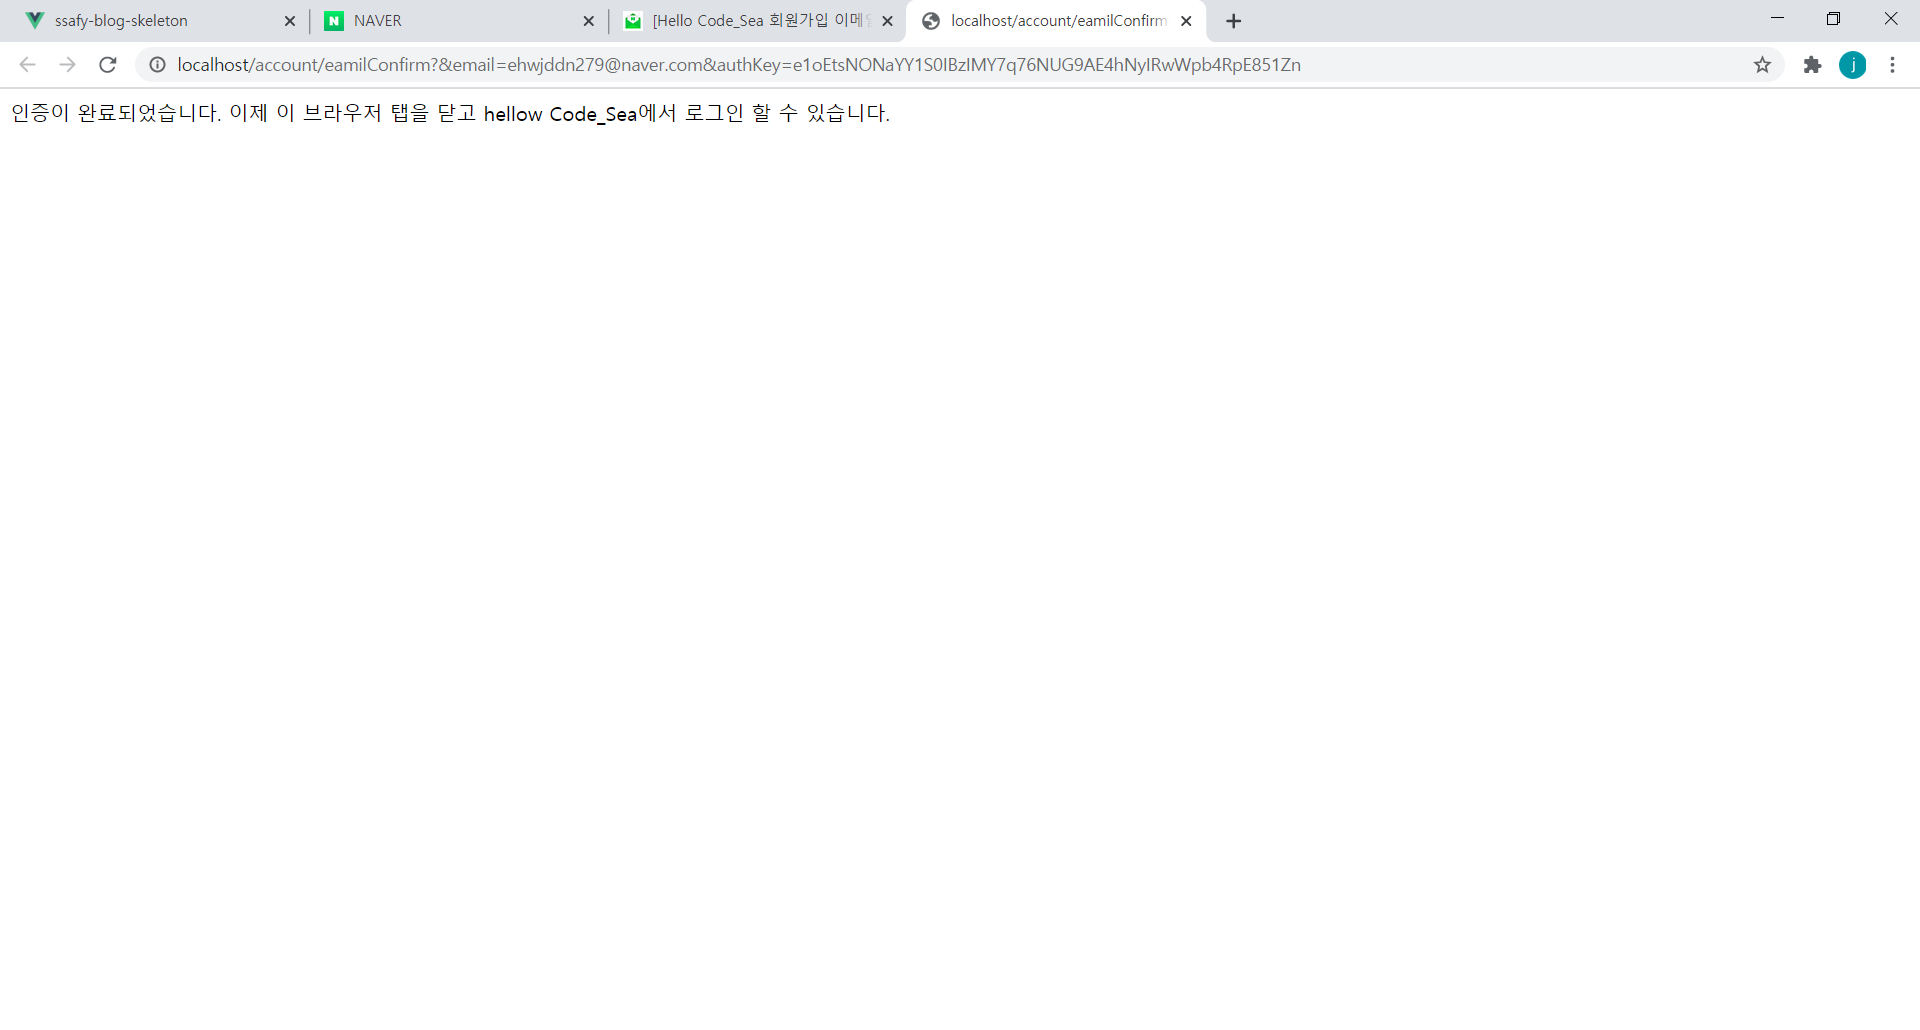 ssafy-blog-skeleton
NAVER
[Hello Code_Sea 회원가입 이메일
localhost/account/eamilConfirm
localhost/account/eamilConfirm?&email=ehwjddn279@naver.com&authKey=e1oEtsNONaYY1S0IBzIMY7q76NUG9AE4hNylRwWpb4RpE851Zn
j
인증이 완료되었습니다. 이제 이 브라우저 탭을 닫고 hellow Code_Sea에서 로그인 할 수 있습니다.